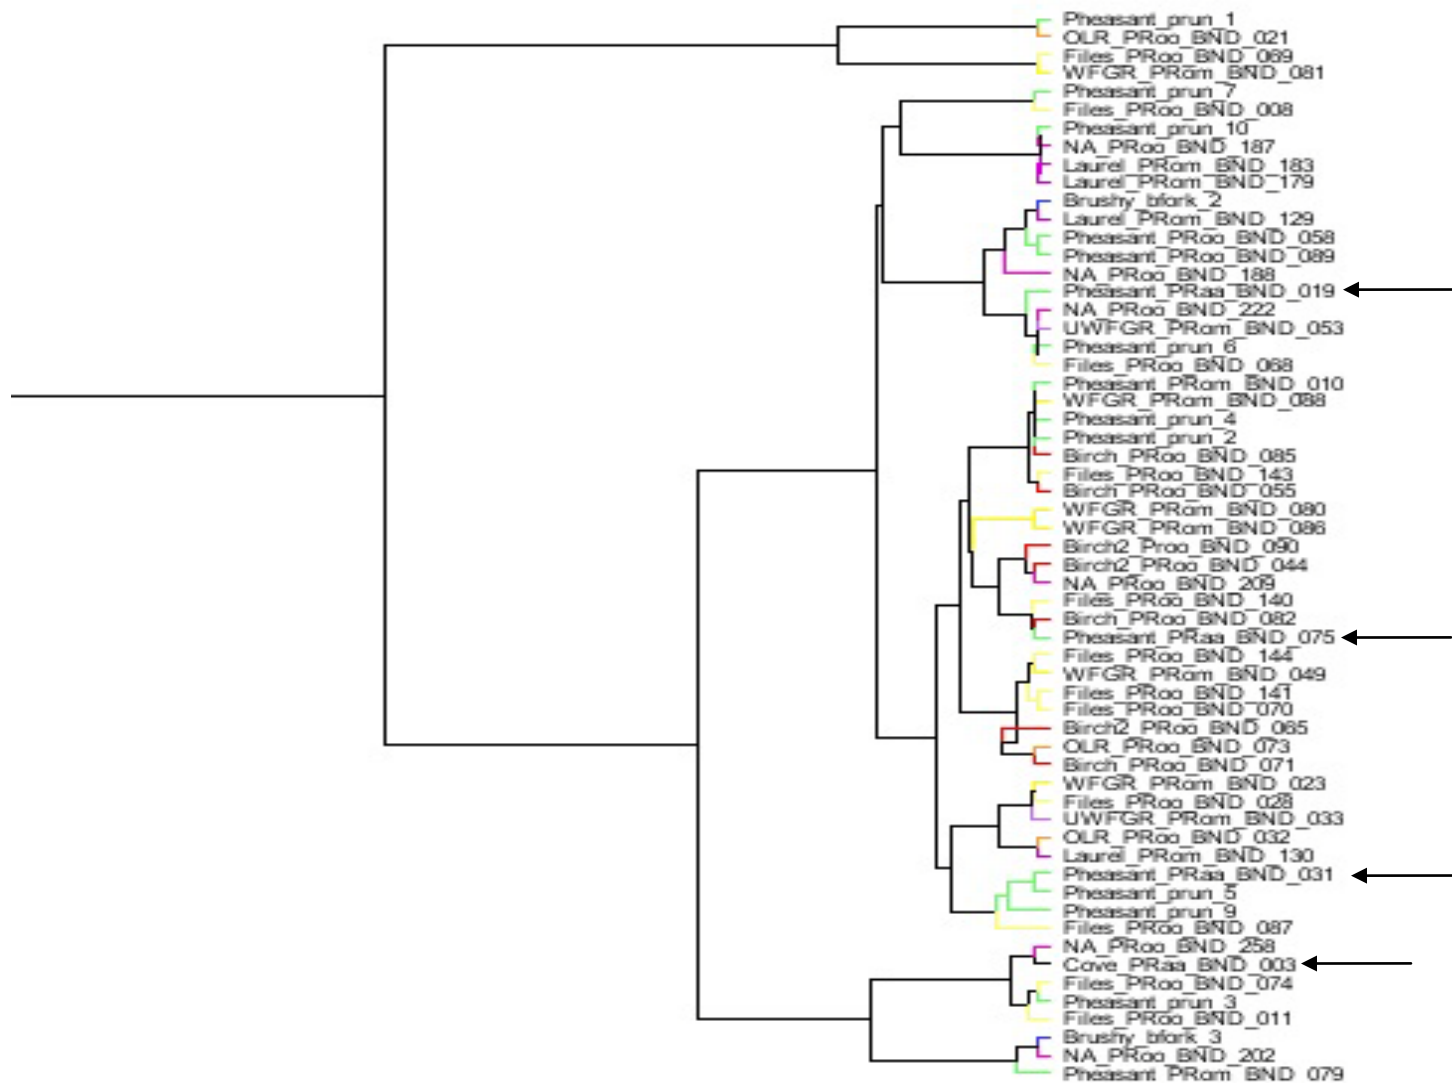 Pheasant_prun_1
OLR_PRoo_BND_021
Files_PRoo_BND_069
WFGR_PRom_BND_081
Pheasant_prun_7
Files_PRoo_BND_008
Pheasant_prun_10
NA_PRoo_BND_187
Laurel_PRom_BND_183
Laurel_PRom_BND_179
Brushy_bfork_2
Laurel_PRom_BND_129
Pheasant_PRoo_BND_058
Pheasant_PRoo_BND_089
NA_PRoo_BND_188
Pheasant_PRaa_BND_019
NA_PRoo_BND_222
UWFGR_PRom_BND_053
Pheasant_prun_6
Files_PRoo_BND_068
Pheasant_PRom_BND_010
WFGR_PRom_BND_088
Pheasant_prun_4
Pheasant_prun_2
Birch_PRoo_BND_085
Files_PRoo_BND_143
Birch_PRoo_BND_055
WFGR_PRom_BND_080
WFGR_PRom_BND_086
Birch2_Proo_BND_090
Birch2_PRoo_BND_044
NA_PRoo_BND_209
Files_PRoo_BND_140
Birch_PRoo_BND_082
Pheasant_PRaa_BND_075
Files_PRoo_BND_144
WFGR_PRom_BND_049
Files_PRoo_BND_141
Files_PRoo_BND_070
Birch2_PRoo_BND_065
OLR_PRoo_BND_073
Birch_PRoo_BND_071
WFGR_PRom_BND_023
Files_PRoo_BND_028
UWFGR_PRom_BND_033
OLR_PRoo_BND_032
Laurel_PRom_BND_130
Pheasant_PRaa_BND_031
Pheasant_prun_5
Pheasant_prun_9
Files_PRoo_BND_087
NA_PRoo_BND_258
Cove_PRaa_BND_003
Files_PRoo_BND_074
Pheasant_prun_3
Files_PRoo_BND_011
Brushy_bfork_3
NA_PRoo_BND_202
Pheasant_PRom_BND_079